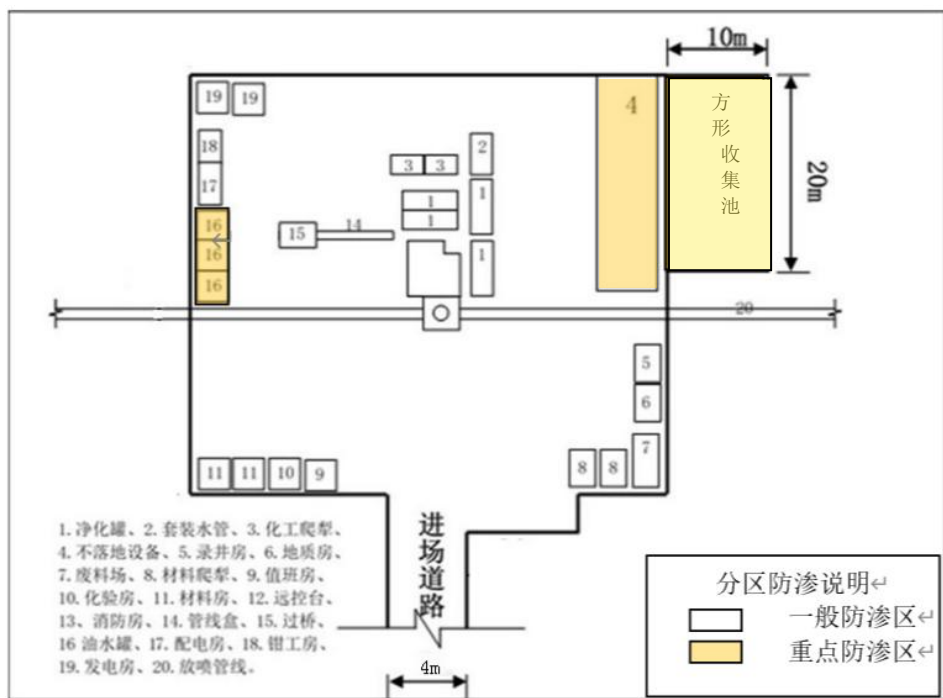 10m
19
19
4
方
形
收
集
池
20m
18
3
3
2
17
1
1
1
16
15
14
16
1
16
20
5
6
7
8
8
11
11
10
9
进
场
道
路
1.净化罐、2.套装水管、3.化工爬犁、
4.不落地设备、5.录井房、6.地质房、
7.废料场、8.材料爬犁、9.值班房、
10.化验房、11.材料房、12.远控台、
13、消防房、14.管线盒、15.过桥、
16 油水罐、17.配电房、18.钳工房、
19.发电房、20.放喷管线。
4m
分区防渗说明↵
一般防渗区↵
重点防渗区↵